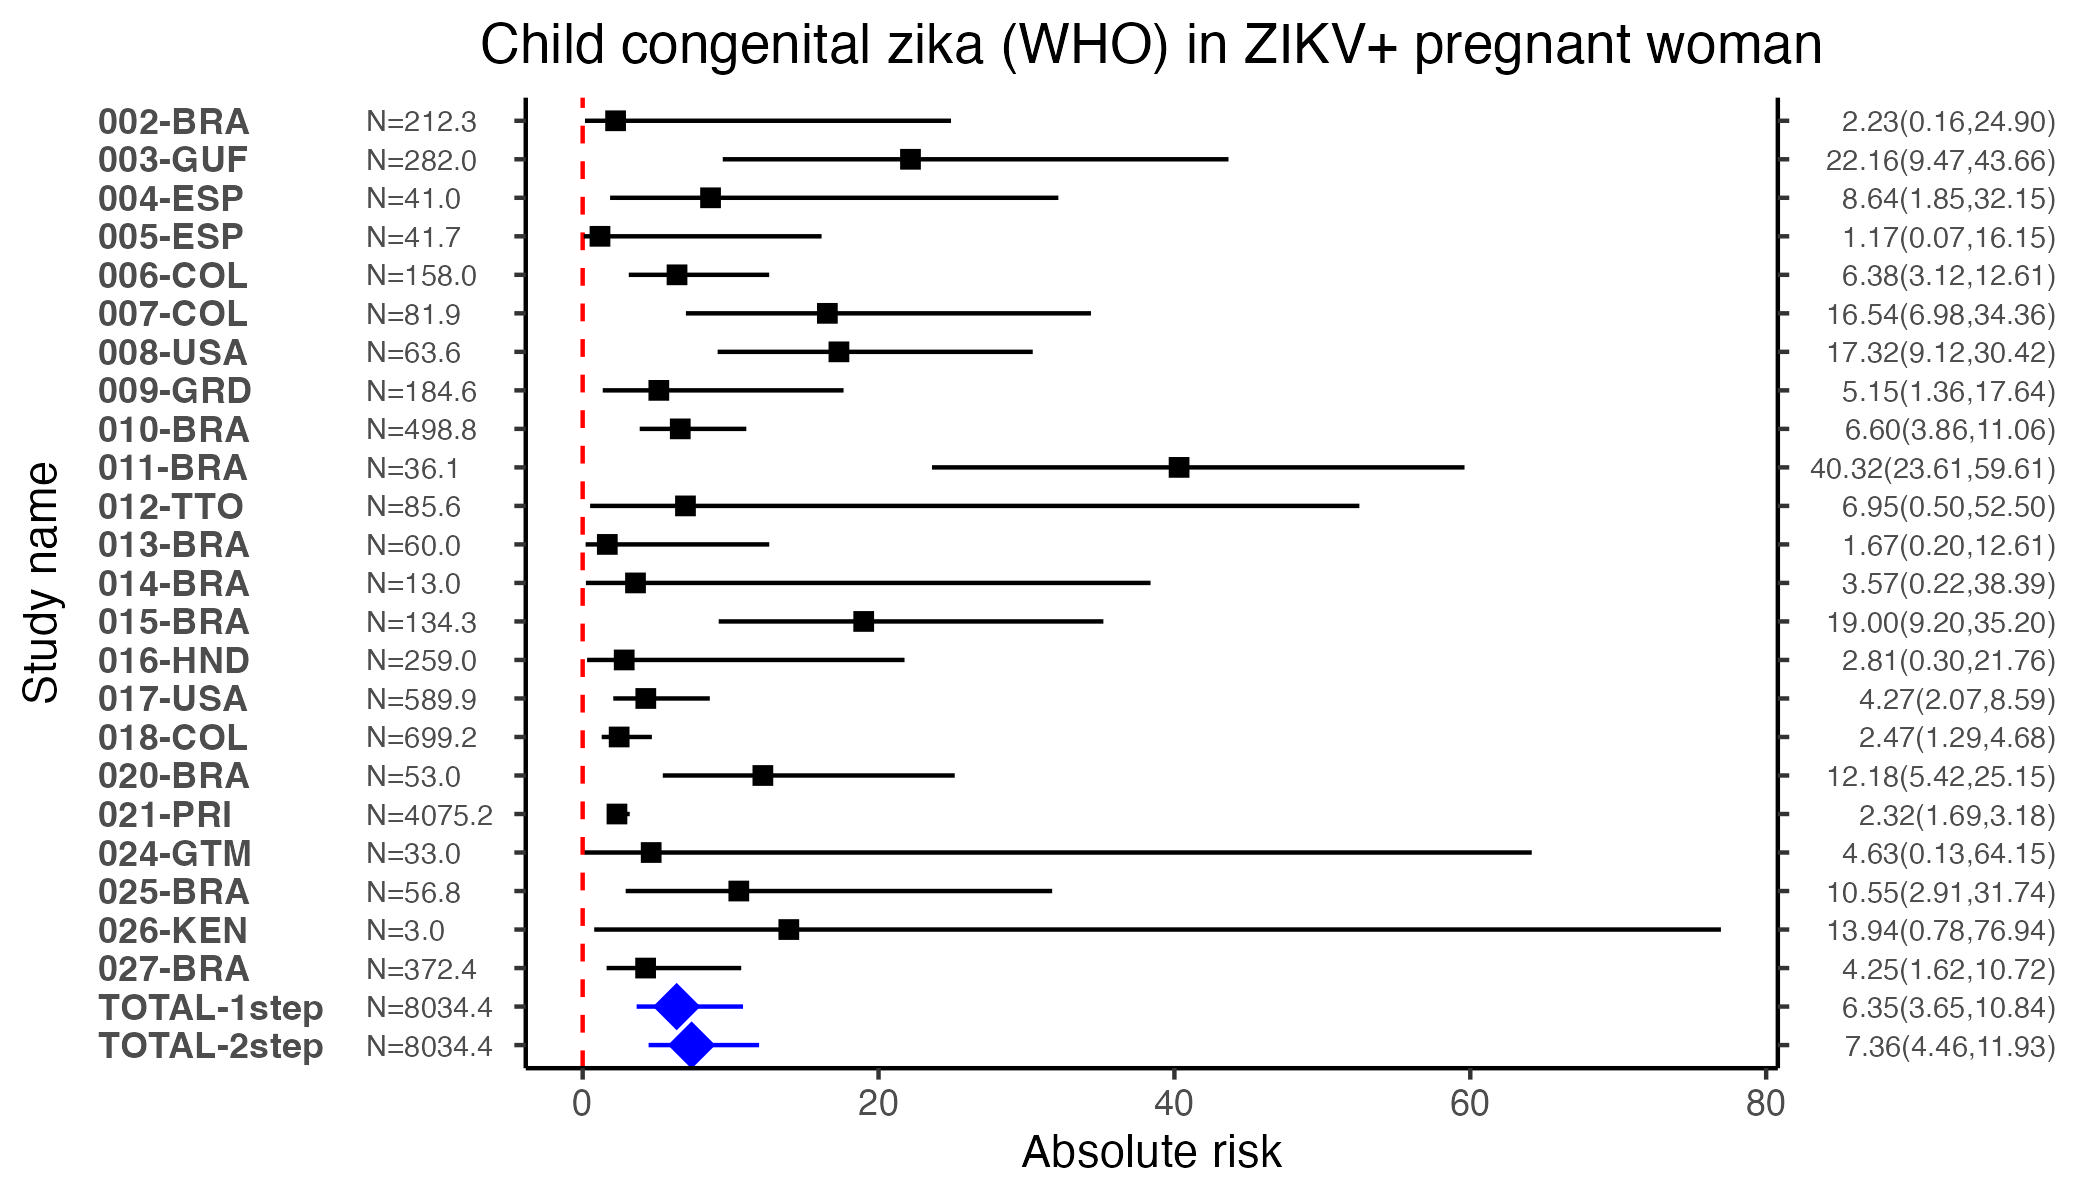 Child congenital zika (WHO) in ZIKV+ pregnant woman
Study name
002-BRA N=212.3 2.23(0.16,24.90)
003-GUF N=282.0 22.16(9.47,43.66)
004-ESP N=41.0 8.64(1.85,32.15)
005-ESP N=41.7 1.17(0.07,16.15)
006-COL N=158.0 6.38(3.12,12.61)
007-COL N=81.9 16.54(6.98,34.36)
008-USA N=63.6 17.32(9.12,30.42)
009-GRD N=184.6 5.15(1.36,17.64)
010-BRA N=498.8 6.60(3.86,11.06)
011-BRA N=36.1 40.32(23.61,59.61)
012-TTO N=85.6 6.95(0.50,52.50)
013-BRA N=60.0 1.67(0.20,12.61)
014-BRA N=13.0 3.57(0.22,38.39)
015-BRA N=134.3 19.00(9.20,35.20)
016-HND N=259.0 2.81(0.30,21.76)
017-USA N=589.9 4.27(2.07,8.59)
018-COL N=699.2 2.47(1.29,4.68)
020-BRA N=53.0 12.18(5.42,25.15)
021-PRI N=4075.2 2.32(1.69,3.18)
024-GTM N=33.0 4.63(0.13,64.15)
025-BRA N=56.8 10.55(2.91,31.74)
026-KEN N=3.0 13.94(0.78,76.94)
027-BRA N=372.4 4.25(1.62,10.72)
TOTAL-1step N=8034.4 6.35(3.65,10.84)
TOTAL-2step N=8034.4 7.36(4.46,11.93)
0 20 40 60 80
Absolute risk